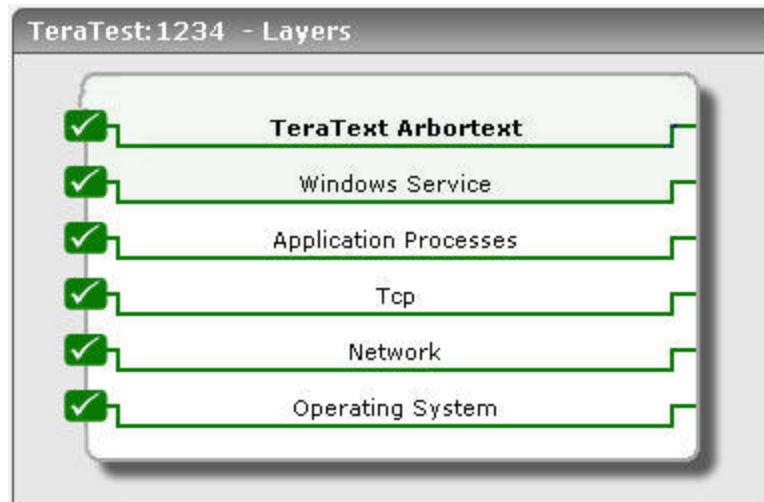 TeraTest:1234 - Layers
TeraText Arbortext
Windows Service
Application Processes
Tcp
Network
Operating System